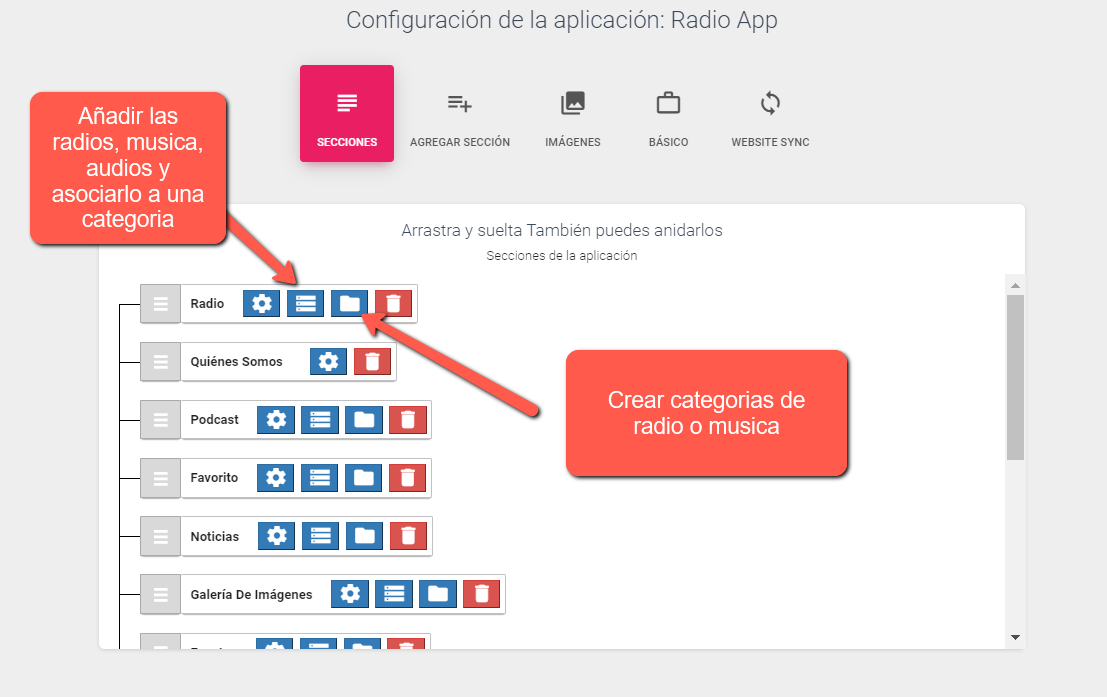 Configuración de la aplicación: Radio App
SECCIONES
AGREGAR SECCIÓN
IMÁGENES
BÁSICO
WEBSITE SYNC
Añadir las
radios, musica,
audios y
asociarlo a una
categoria
Arrastra y suelta También puedes anidarlos
Secciones de la aplicación
Radio
Quiénes Somos
Crear categorias de
radio o musica
Podcast
Favorito
Noticias
Galería De Imágenes